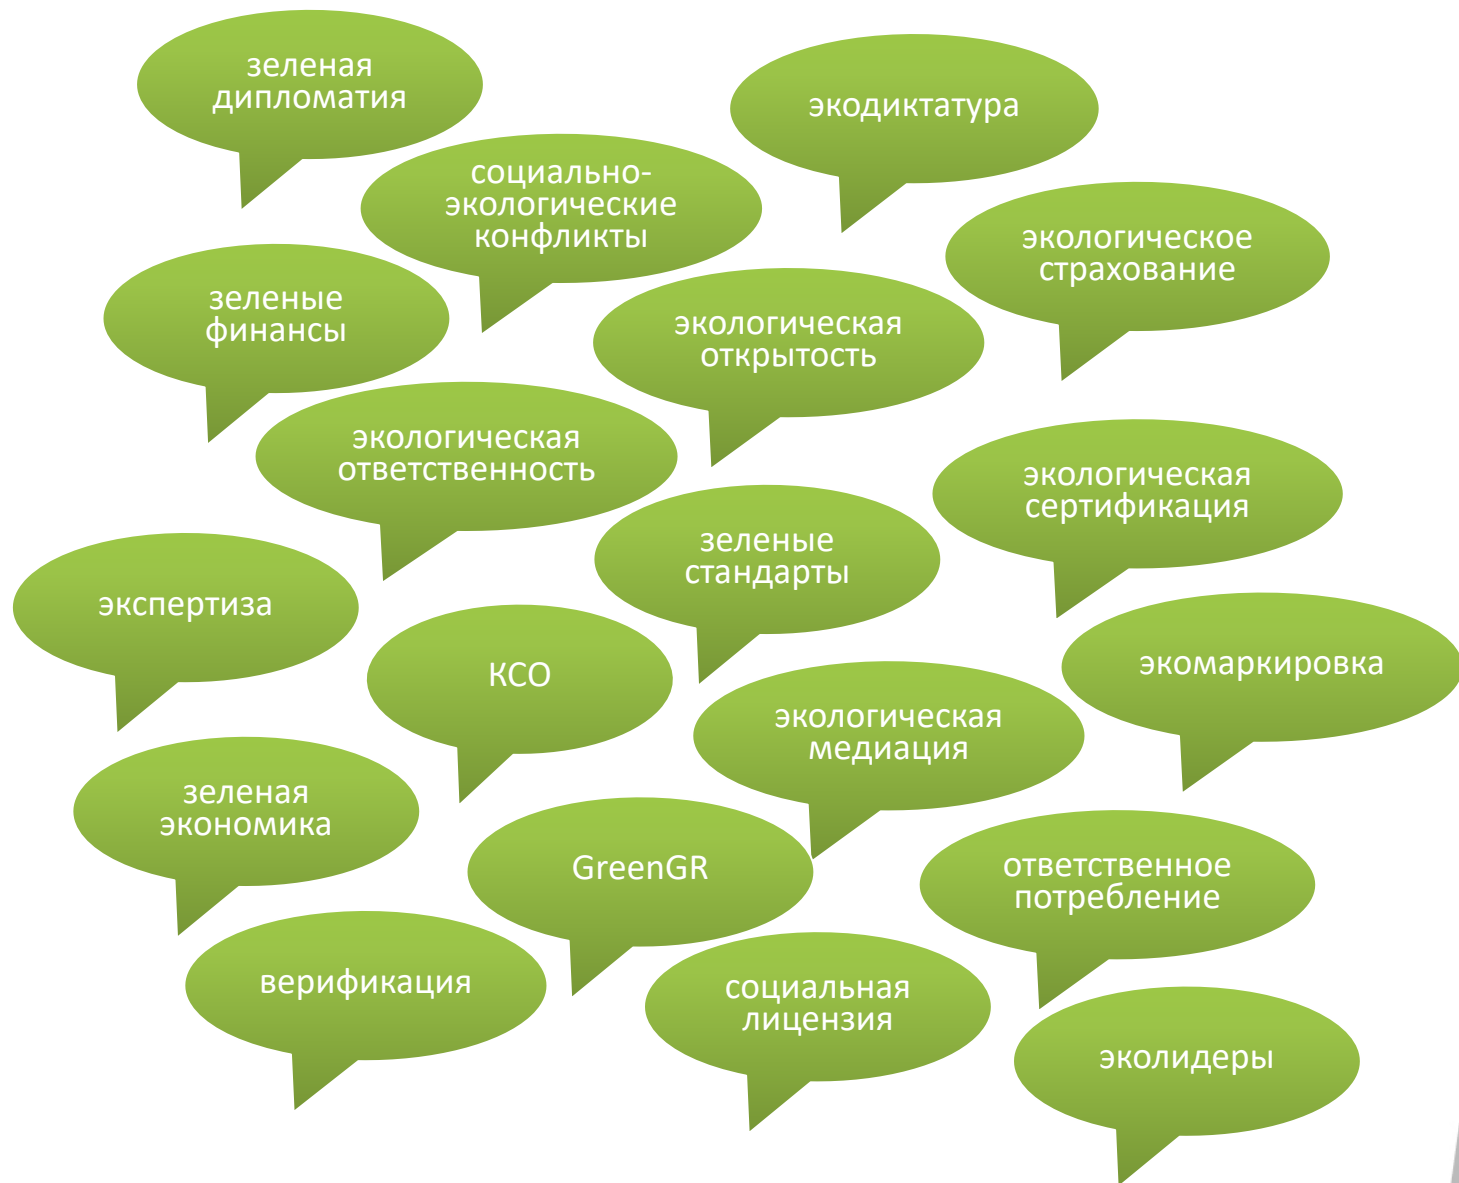 зеленая
дипломатия
экодиктатура
социально-
экологические
конфликты
экологическое
страхование
зеленые
финансы
экологическая
открытость
экологическая
ответственность
экологическая
сертификация
зеленые
стандарты
экспертиза
КСО
экомаркировка
экологическая
медиация
зеленая
экономика
GreenGR
ответственное
потребление
верификация
социальная
лицензия
эколидеры